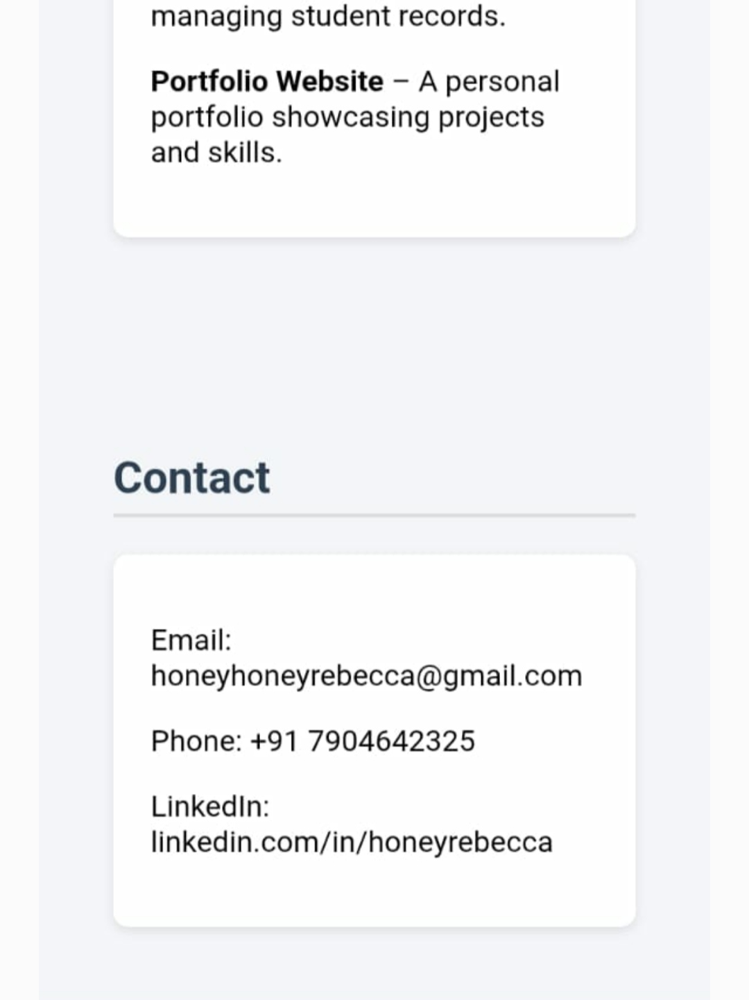 managing student records.
Portfolio Website – A personal
portfolio showcasing projects
and skills.
Contact
Email:
honeyhoneyrebecca@gmail.com
Phone: +91 7904642325
LinkedIn:
linkedin.com/in/honeyrebecca